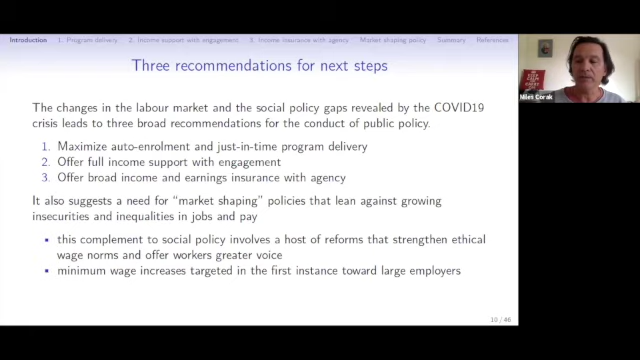 Introduction 1. Program delivery 2. Income support with engagement 3. Income insurance with agency Market shaping policy Summary References
Three recommendations for next steps
The changes in the labour market and the social policy gaps revealed by the COVID19
crisis leads to three broad recommendations for the conduct of public policy.
1. Maximize auto-enrolment and just-in-time program delivery
2. Offer full income support with engagement
3. Offer broad income and earnings insurance with agency
It also suggests a need for “market shaping” policies that lean against growing
insecurities and inequalities in jobs and pay
this complement to social policy involves a host of reforms that strengthen ethical
wage norms and offer workers greater voice
minimum wage increases targeted in the first instance toward large employers
10 / 46
Miles Corak